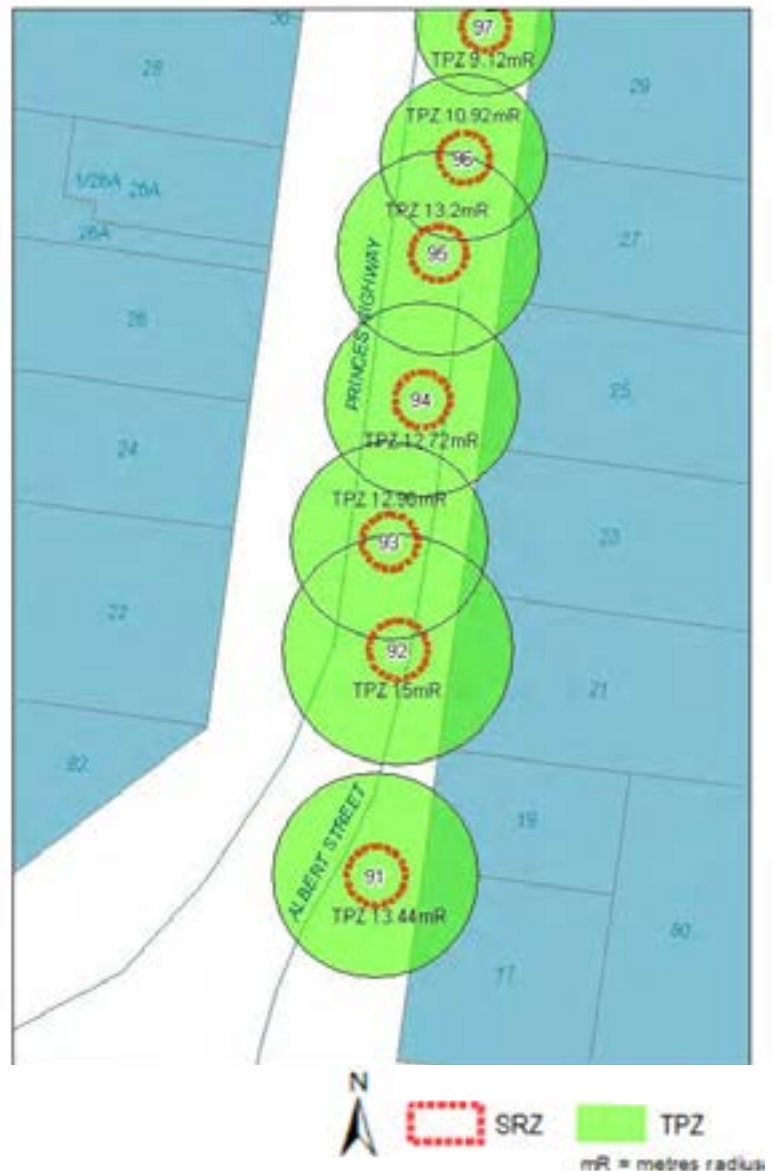 30
97
28
TPZ 9.12mR
29
TPZ 10.92mR
96
1/26A 26A
TPZ 13.2mR
26A
27
95
PRINCES HIGHWAY
26
94
25
TPZ 12.72mR
24
TPZ 12.96mR
93
23
22
92
TPZ 15mR
21
82
19
ALBERT STREET
91
TPZ 13.44mR
80
17
N
SRZ
TPZ
mR = metres radius